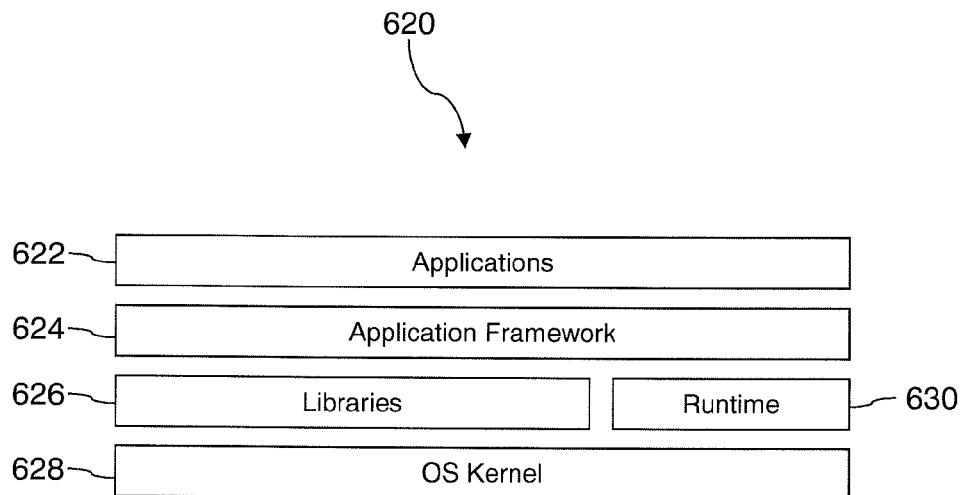 620
622 Applications
624 Application Framework
626 Libraries Runtime 630
628 OS Kernel